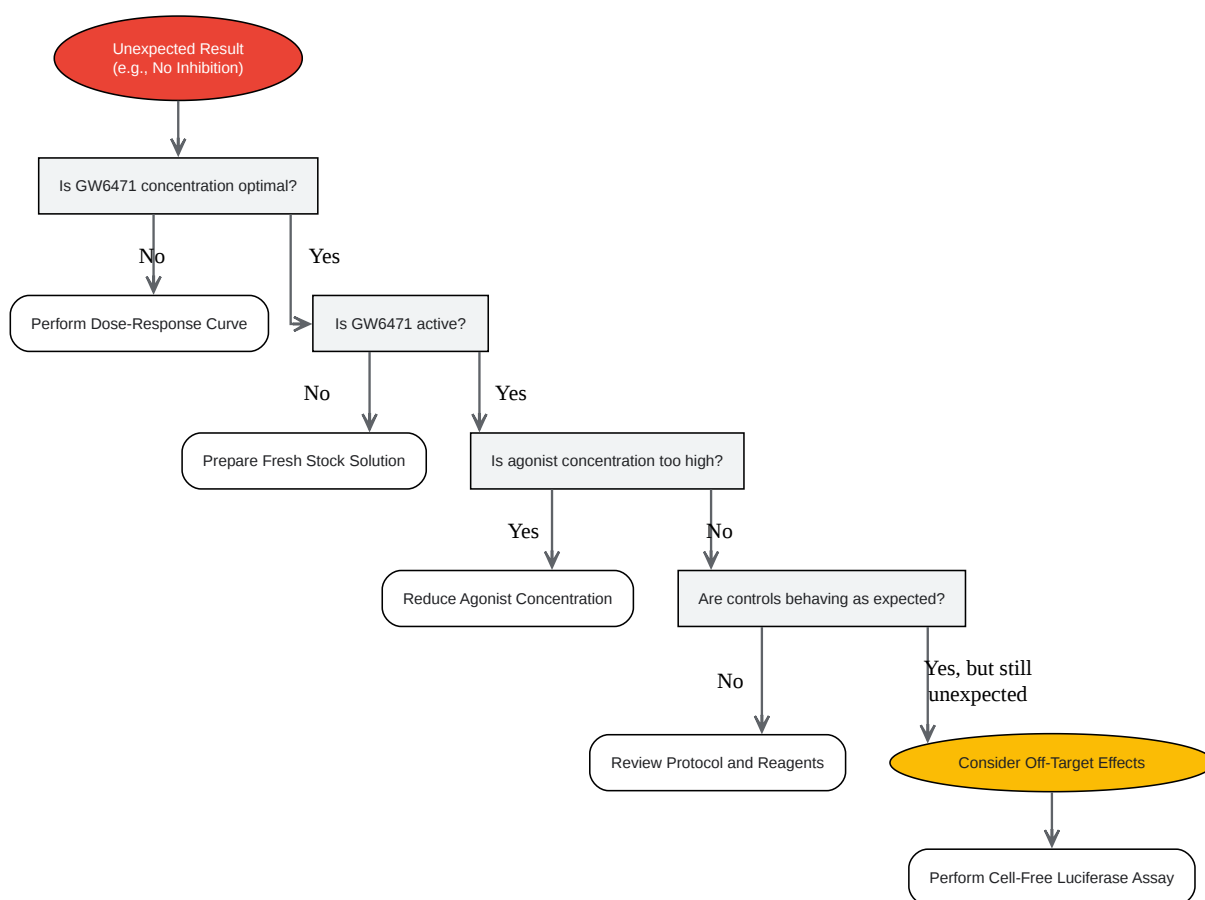 Unexpected Result
(e.g., No Inhibition)
Is GW6471 concentration optimal?
No
Yes
Perform Dose-Response Curve
Is GW6471 active?
No
Yes
Prepare Fresh Stock Solution
Is agonist concentration too high?
Yes
No
Reduce Agonist Concentration
Are controls behaving as expected?
No
Yes, but still
unexpected
Review Protocol and Reagents
Consider Off-Target Effects
Perform Cell-Free Luciferase Assay